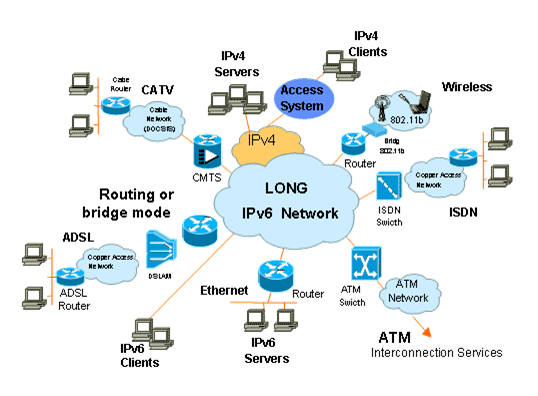 IPv4
Clients
IPv4
Servers
Cable
Router
CATV
Access
System
Wireless
Cable
Network
(DOCSIS)
802.11b
IPv4
Bridg
802.11b
CMTS
Router
Copper Access
Network
LONG
IPv6 Network
ISDN
Swicth
ISDN
Routing or
bridge mode
ADSL
Copper Access
Network
DSLAM
ADSL
Router
Ethernet
Router
ATM
Swicth
ATM
Network
IPv6
Clients
IPv6
Servers
ATM
Interconnection Services